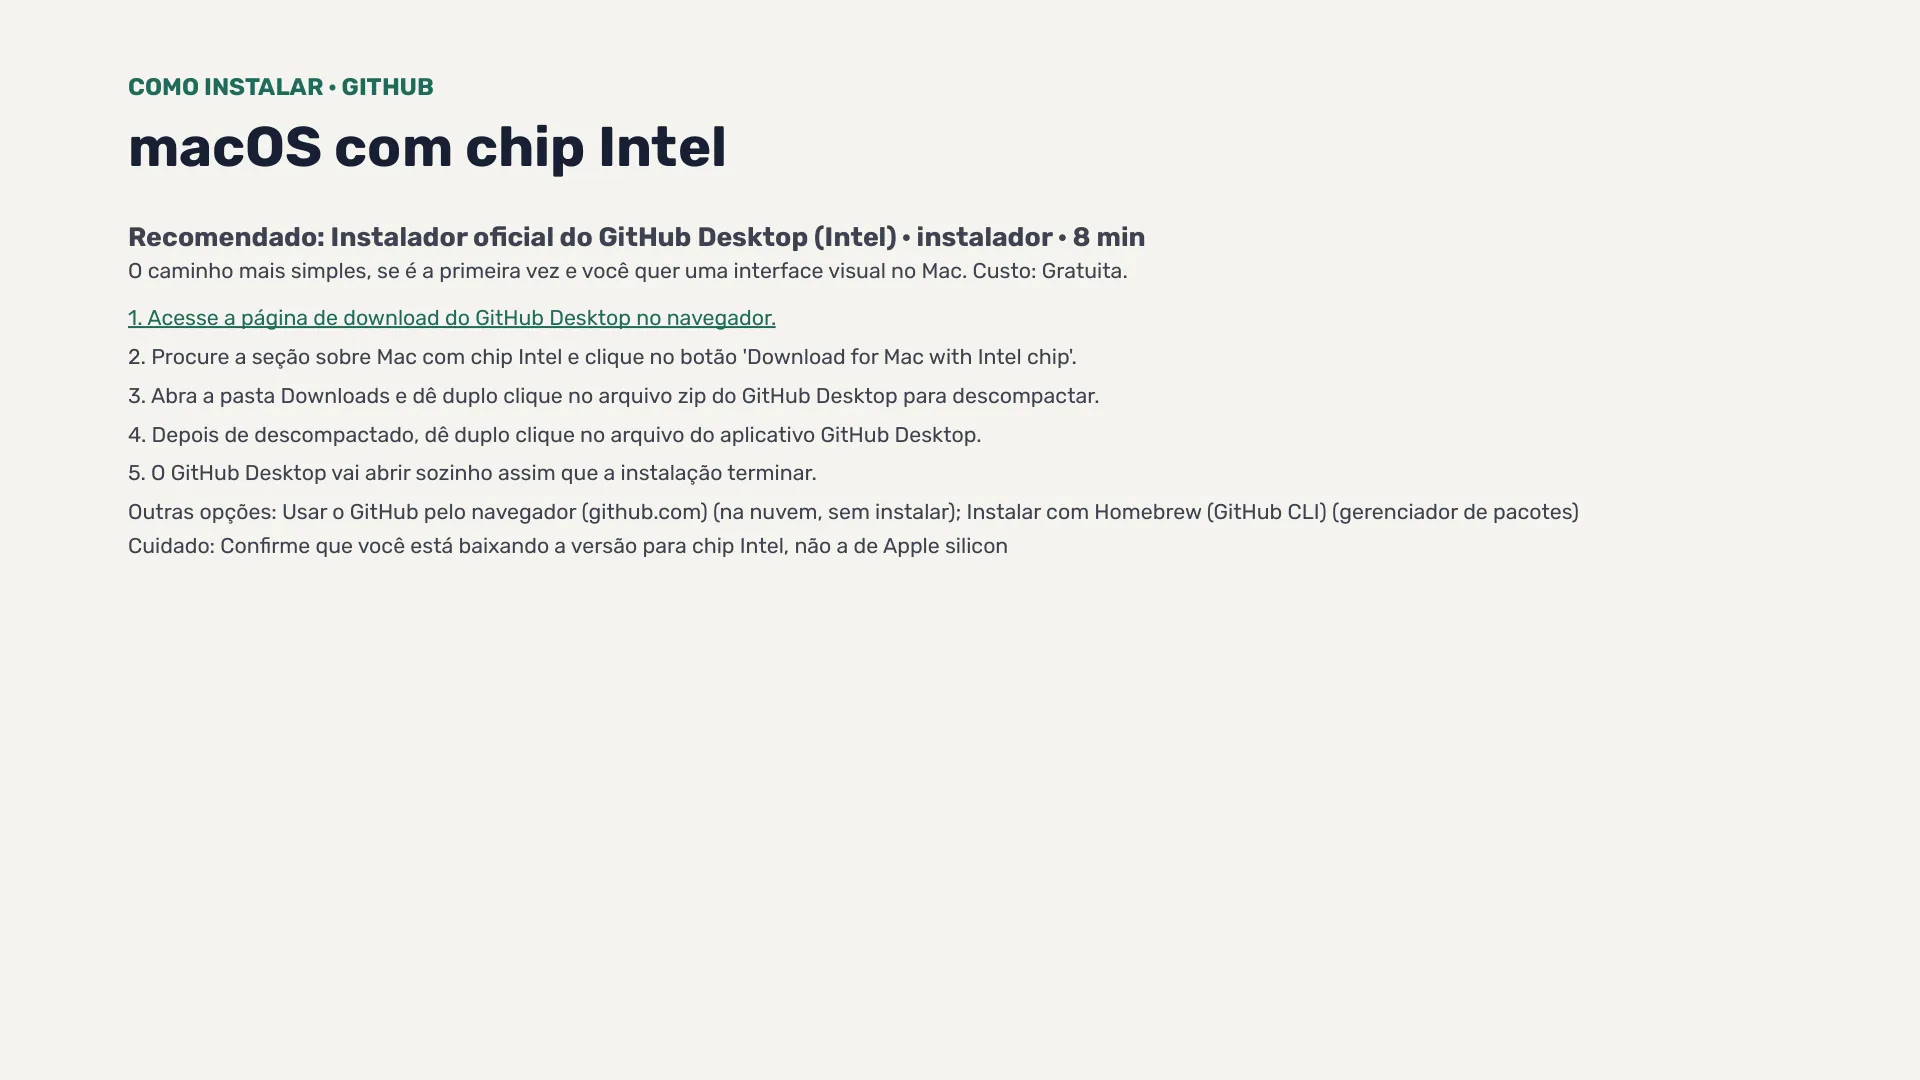 COMO INSTALAR • GITHUB
macOS com chip Intel
Recomendado: Instalador oficial do GitHub Desktop (Intel) • instalador • 8 min
O caminho mais simples, se é a primeira vez e você quer uma interface visual no Mac. Custo: Gratuita.
1. Acesse a página de download do GitHub Desktop no navegador.
2. Procure a seção sobre Mac com chip Intel e clique no botão 'Download for Mac with Intel chip'.
3. Abra a pasta Downloads e dê duplo clique no arquivo zip do GitHub Desktop para descompactar.
4. Depois de descompactado, dê duplo clique no arquivo do aplicativo GitHub Desktop.
5. O GitHub Desktop vai abrir sozinho assim que a instalação terminar.
Outras opções: Usar o GitHub pelo navegador (github.com) (na nuvem, sem instalar); Instalar com Homebrew (GitHub CLI) (gerenciador de pacotes)
Cuidado: Confirme que você está baixando a versão para chip Intel, não a de Apple silicon